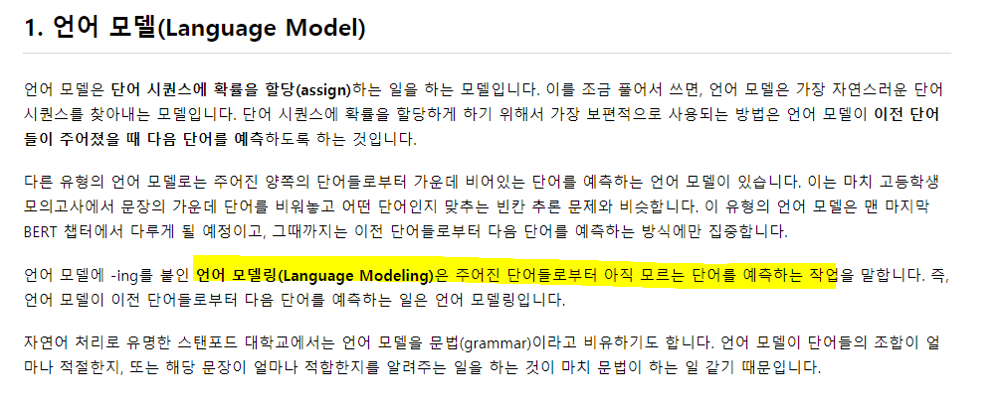 1. 언어 모델(Language Model)
언어 모델은 단어 시퀀스에 확률을 할당(assign)하는 일을 하는 모델입니다. 이를 조금 풀어서 쓰면, 언어 모델은 가장 자연스러운 단어
시퀀스를 찾아내는 모델입니다. 단어 시퀀스에 확률을 할당하게 하기 위해서 가장 보편적으로 사용되는 방법은 언어 모델이 이전 단어
들이 주어졌을 때 다음 단어를 예측하도록 하는 것입니다.
다른 유형의 언어 모델로는 주어진 양쪽의 단어들로부터 가운데 비어있는 단어를 예측하는 언어 모델이 있습니다. 이는 마치 고등학생
모의고사에서 문장의 가운데 단어를 비워놓고 어떤 단어인지 맞추는 빈칸 추론 문제와 비슷합니다. 이 유형의 언어 모델은 맨 마지막
BERT 챕터에서 다루게 될 예정이고, 그때까지는 이전 단어들로부터 다음 단어를 예측하는 방식에만 집중합니다.
언어 모델에 -ing를 붙인 언어 모델링(Language Modeling)은 주어진 단어들로부터 아직 모르는 단어를 예측하는 작업을 말합니다. 즉,
언어 모델이 이전 단어들로부터 다음 단어를 예측하는 일은 언어 모델링입니다.
자연어 처리로 유명한 스탠포드 대학교에서는 언어 모델을 문법(grammar)이라고 비유하기도 합니다. 언어 모델이 단어들의 조합이 얼
마나 적절한지, 또는 해당 문장이 얼마나 적합한지를 알려주는 일을 하는 것이 마치 문법이 하는 일 같기 때문입니다.